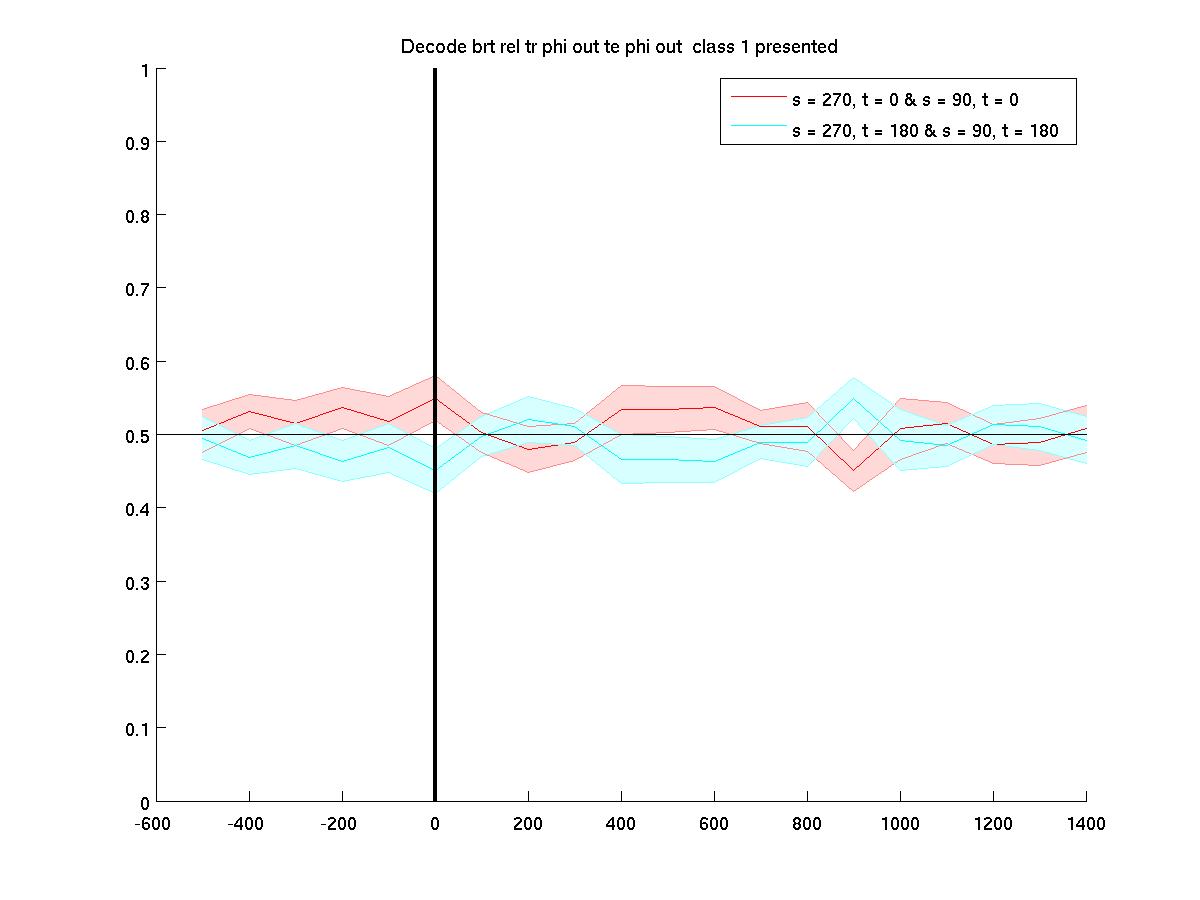 Decode brt rel tr phi out te phi out  class 1 presented
s = 270, t = 0 & s = 90, t = 0
s = 270, t = 180 & s = 90, t = 180
1
0.9
0.8
0.7
0.6
0.5
0.4
0.3
0.2
0.1
0
-600 -400 -200 0 200 400 600 800 1000 1200 1400